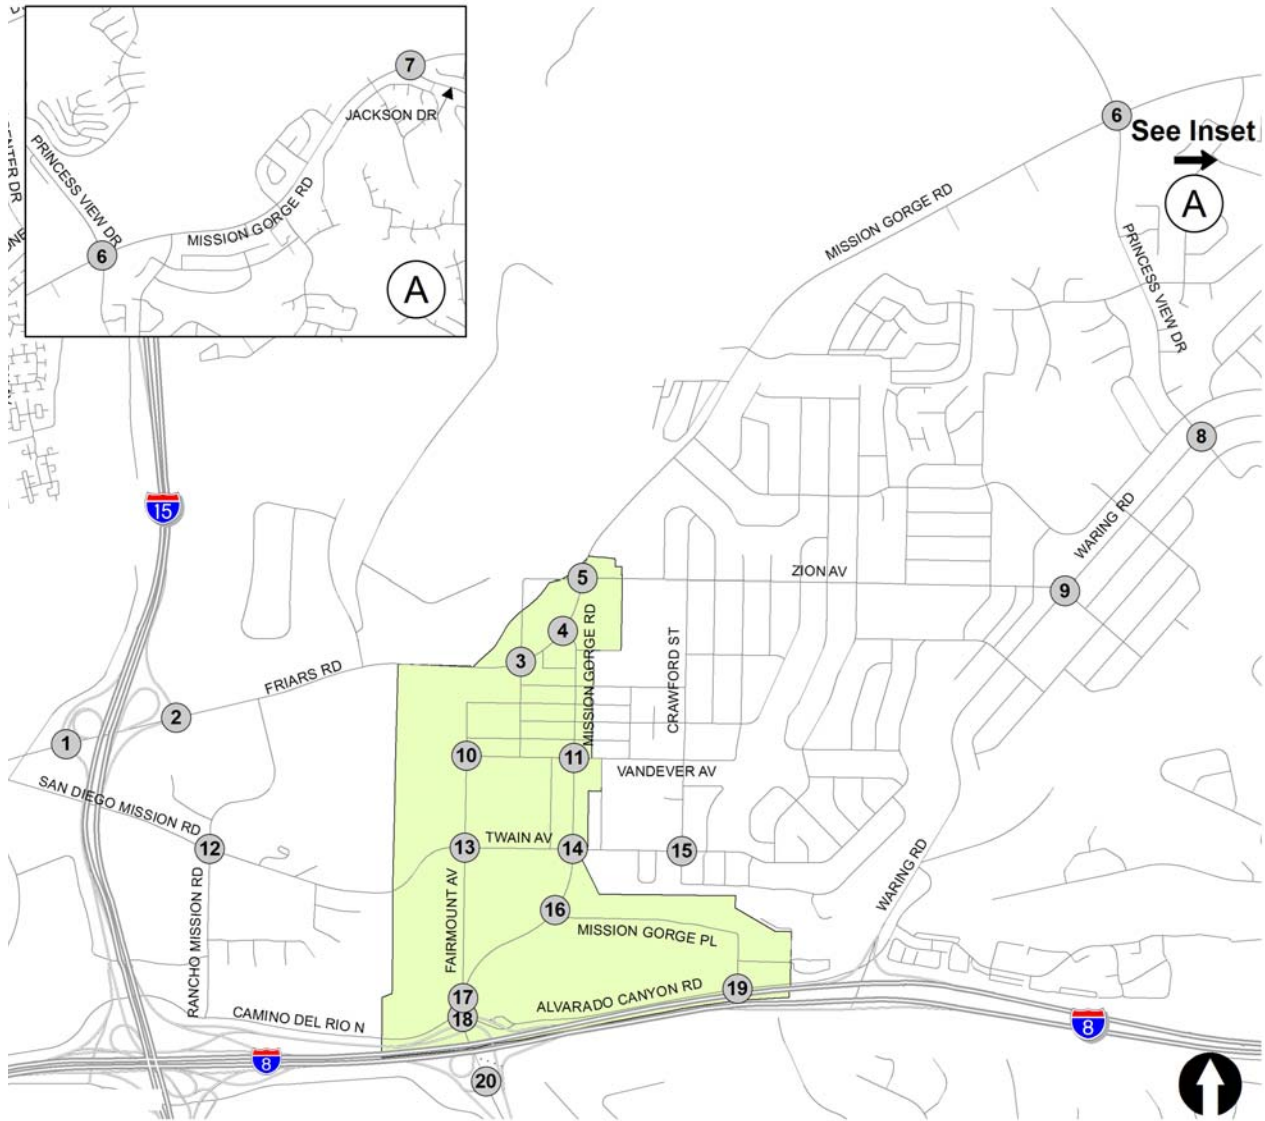 7
JACKSON DR
PRINCESS VIEW DR
MISSION GORGE RD
6
A
6
See Inset
A
MISSION GORGE RD
PRINCESS VIEW DR
8
15
WARING RD
5
ZION AV
9
4
MISSION GORGE RD
CRAWFORD ST
3
FRIARS RD
2
1
10
11
VANDEVER AV
SAN DIEGO MISSION RD
12
13
TWAIN AV
14
15
WARING RD
RANCHO MISSION RD
FAIRMOUNT AV
16
MISSION GORGE PL
17
18
ALVARADO CANYON RD
19
CAMINO DEL RIO N
8
8
20